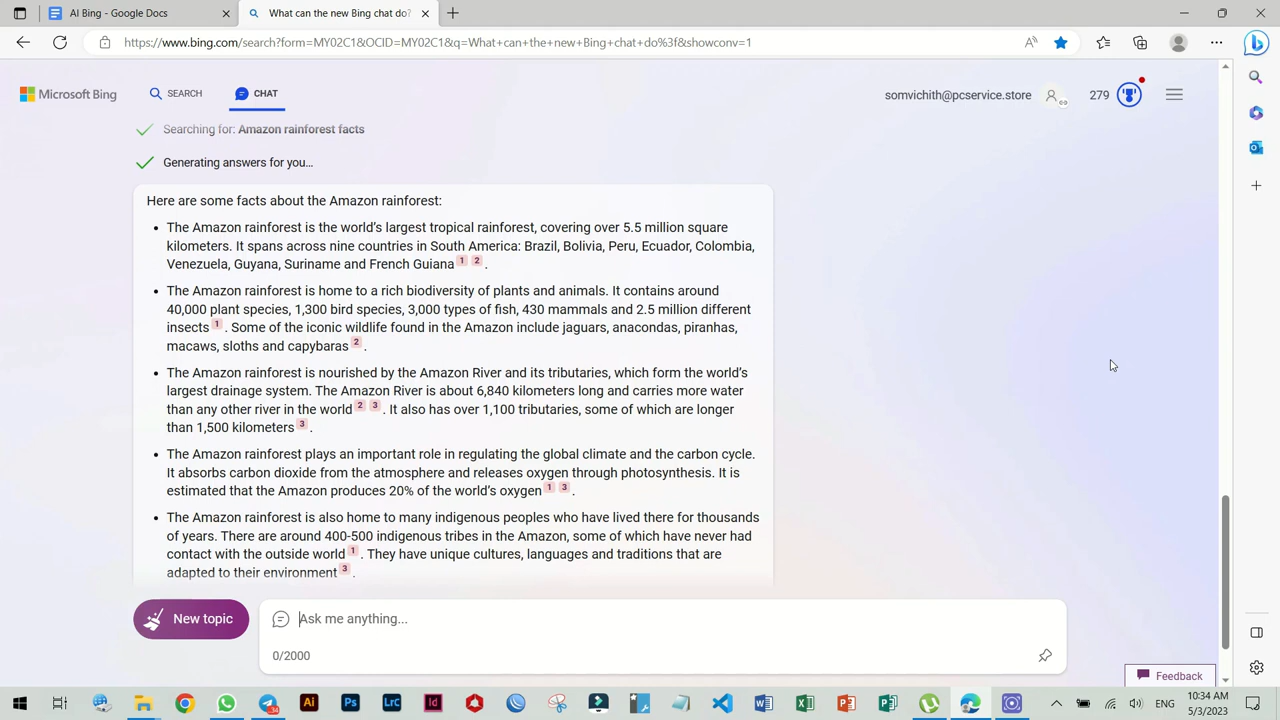 AI Bing - Google Docs
What can the new Bing chat do?
https://www.bing.com/search?form=MY02C1&OCID=MY02C1&q=What+can+the+new+Bing+chat+do%3f&showconv=1
Microsoft Bing
SEARCH
CHAT
somvichith@pcservice.store
279
Searching for: Amazon rainforest facts
Generating answers for you...
Here are some facts about the Amazon rainforest:
• The Amazon rainforest is the world's largest tropical rainforest, covering over 5.5 million square
kilometers. It spans across nine countries in South America: Brazil, Bolivia, Peru, Ecuador, Colombia,
Venezuela, Guyana, Suriname and French Guiana 1 2 .
• The Amazon rainforest is home to a rich biodiversity of plants and animals. It contains around
40,000 plant species, 1,300 bird species, 3,000 types of fish, 430 mammals and 2.5 million different
insects 1 . Some of the iconic wildlife found in the Amazon include jaguars, anacondas, piranhas,
macaws, sloths and capybaras 2 .
• The Amazon rainforest is nourished by the Amazon River and its tributaries, which form the world's
largest drainage system. The Amazon River is about 6,840 kilometers long and carries more water
than any other river in the world 2 3 . It also has over 1,100 tributaries, some of which are longer
than 1,500 kilometers 3 .
• The Amazon rainforest plays an important role in regulating the global climate and the carbon cycle.
It absorbs carbon dioxide from the atmosphere and releases oxygen through photosynthesis. It is
estimated that the Amazon produces 20% of the world's oxygen 1 3 .
• The Amazon rainforest is also home to many indigenous peoples who have lived there for thousands
of years. There are around 400-500 indigenous tribes in the Amazon, some of which have never had
contact with the outside world 1 . They have unique cultures, languages and traditions that are
adapted to their environment 3 .
New topic
Ask me anything...
0/2000
Feedback
Ai
Ps
Lrc
Id
ENG
10:34 AM
5/3/2023